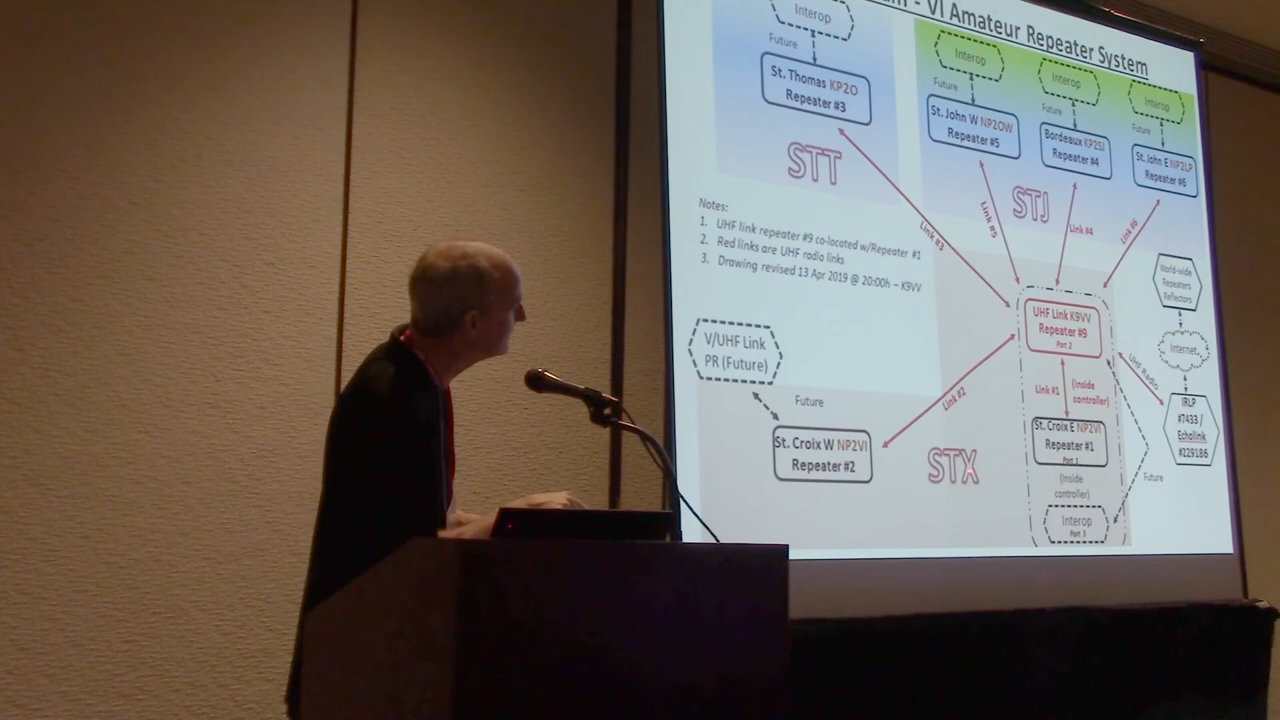 - VI Amateur Repeater System
Interop
Future
St. Thomas KP2O
Repeater #3
STT
Interop
Future
St. John W NP2OW
Repeater #5
Interop
Future
Bordeaux KP2SJ
Repeater #4
Interop
Future
St. John E NP2LP
Repeater #6
STJ
Link #3
Link #5
Link #4
Link #6
Notes:
1. UHF link repeater #9 co-located w/Repeater #1
2. Red links are UHF radio links
3. Drawing revised 13 Apr 2019 @ 20:00h – K9VV
World-wide
Repeaters
Reflectors
Internet
UHF Radio
IRLP
#7433 /
Echolink
#229186
UHF Link K9VV
Repeater #9
Port 2
V/UHF Link
PR (Future)
Future
Link #2
Link #1
(Inside
controller)
St. Croix W NP2VI
Repeater #2
STX
St. Croix E NP2VI
Repeater #1
Port 1
(Inside
controller)
Future
Interop
Port 3